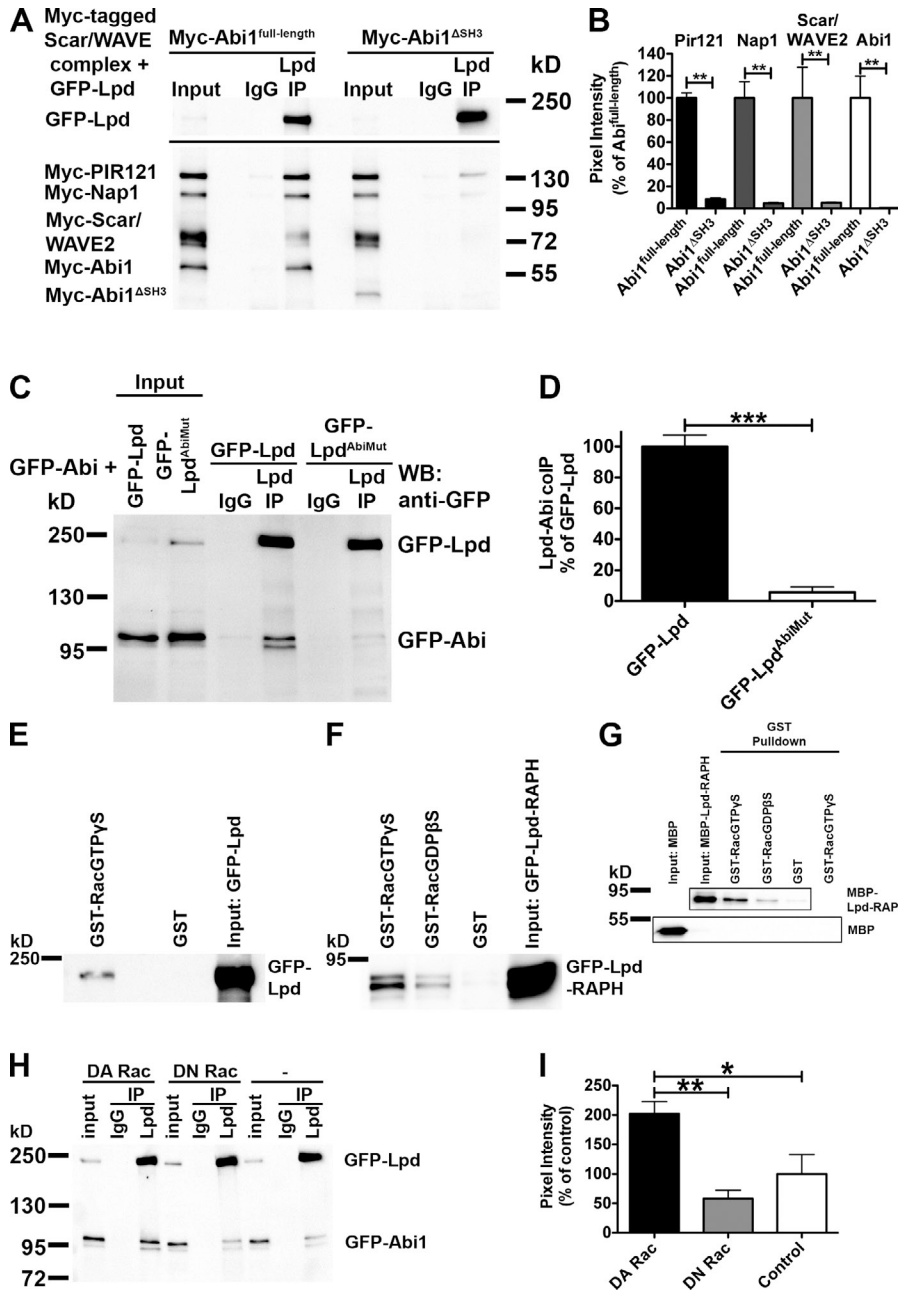 A
Myc-tagged
Scar/WAVE
complex +
GFP-Lpd
Myc-Abi1full-length
Myc-Abi1ΔSH3
Input
IgG
Lpd
IP
Input
IgG
Lpd
IP
kD
GFP-Lpd
250
Myc-PIR121
Myc-Nap1
Myc-Scar/
WAVE2
Myc-Abi1
Myc-Abi1ΔSH3
130
95
72
55
B
Pir121
Nap1
Scar/
WAVE2
Abi1
**
**
**
**
Pixel Intensity
(% of Abifull-length)
140
120
100
80
60
40
20
0
Abi1full-length
Abi1ΔSH3
Abi1full-length
Abi1ΔSH3
Abi1full-length
Abi1ΔSH3
Abi1full-length
Abi1ΔSH3
C
Input
GFP-Abi +
GFP-Lpd
GFP-
LpdAbiMut
GFP-Lpd
GFP-
LpdAbiMut
IgG
Lpd
IP
IgG
Lpd
IP
WB:
anti-GFP
kD
250
130
95
GFP-Lpd
GFP-Abi
D
***
Lpd-Abi coIP
% of GFP-Lpd
100
80
60
40
20
0
GFP-Lpd
GFP-LpdAbiMut
E
GST-RacGTPγS
GST
Input: GFP-Lpd
kD
250
GFP-
Lpd
F
GST-RacGTPγS
GST-RacGDPβS
GST
Input: GFP-Lpd-RAPH
kD
95
GFP-Lpd
-RAPH
G
GST
Pulldown
Input: MBP
Input: MBP-Lpd-RAPH
GST-RacGTPγS
GST-RacGDPβS
GST
GST-RacGTPγS
kD
95
55
MBP-
Lpd-RAP
MBP
H
DA Rac
DN Rac
-
input
IP
IgG
Lpd
input
IP
IgG
Lpd
input
IP
IgG
Lpd
kD
250
130
95
72
GFP-Lpd
GFP-Abi1
I
*
**
Pixel Intensity
(% of control)
250
200
150
100
50
0
DA Rac
DN Rac
Control